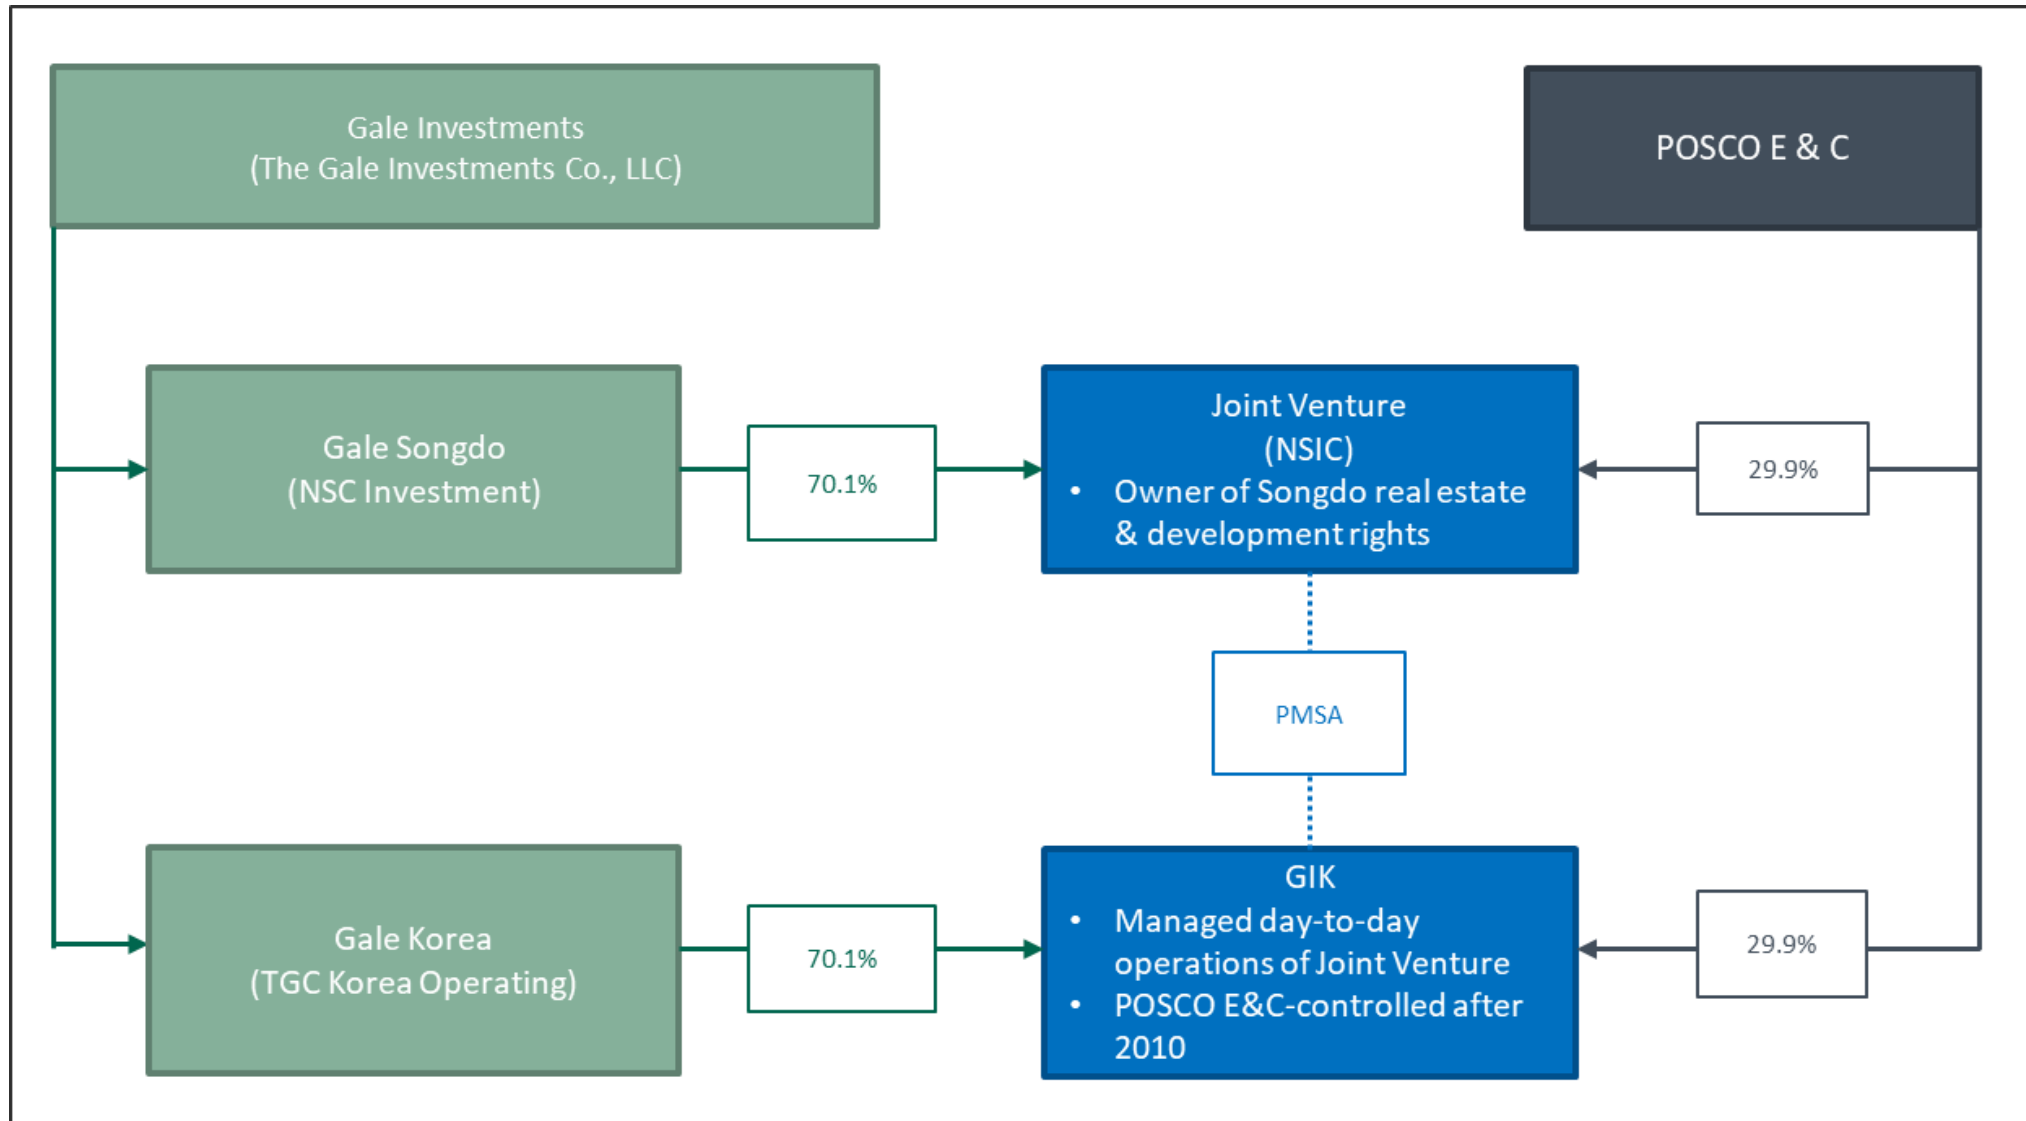 Gale Investments
(The Gale Investments Co., LLC)
POSCO E & C
Gale Songdo
(NSC Investment)
70.1%
Joint Venture
(NSIC)
• Owner of Songdo real estate
& development rights
29.9%
PMSA
Gale Korea
(TGC Korea Operating)
70.1%
GIK
• Managed day-to-day
operations of Joint Venture
• POSCO E&C-controlled after
2010
29.9%